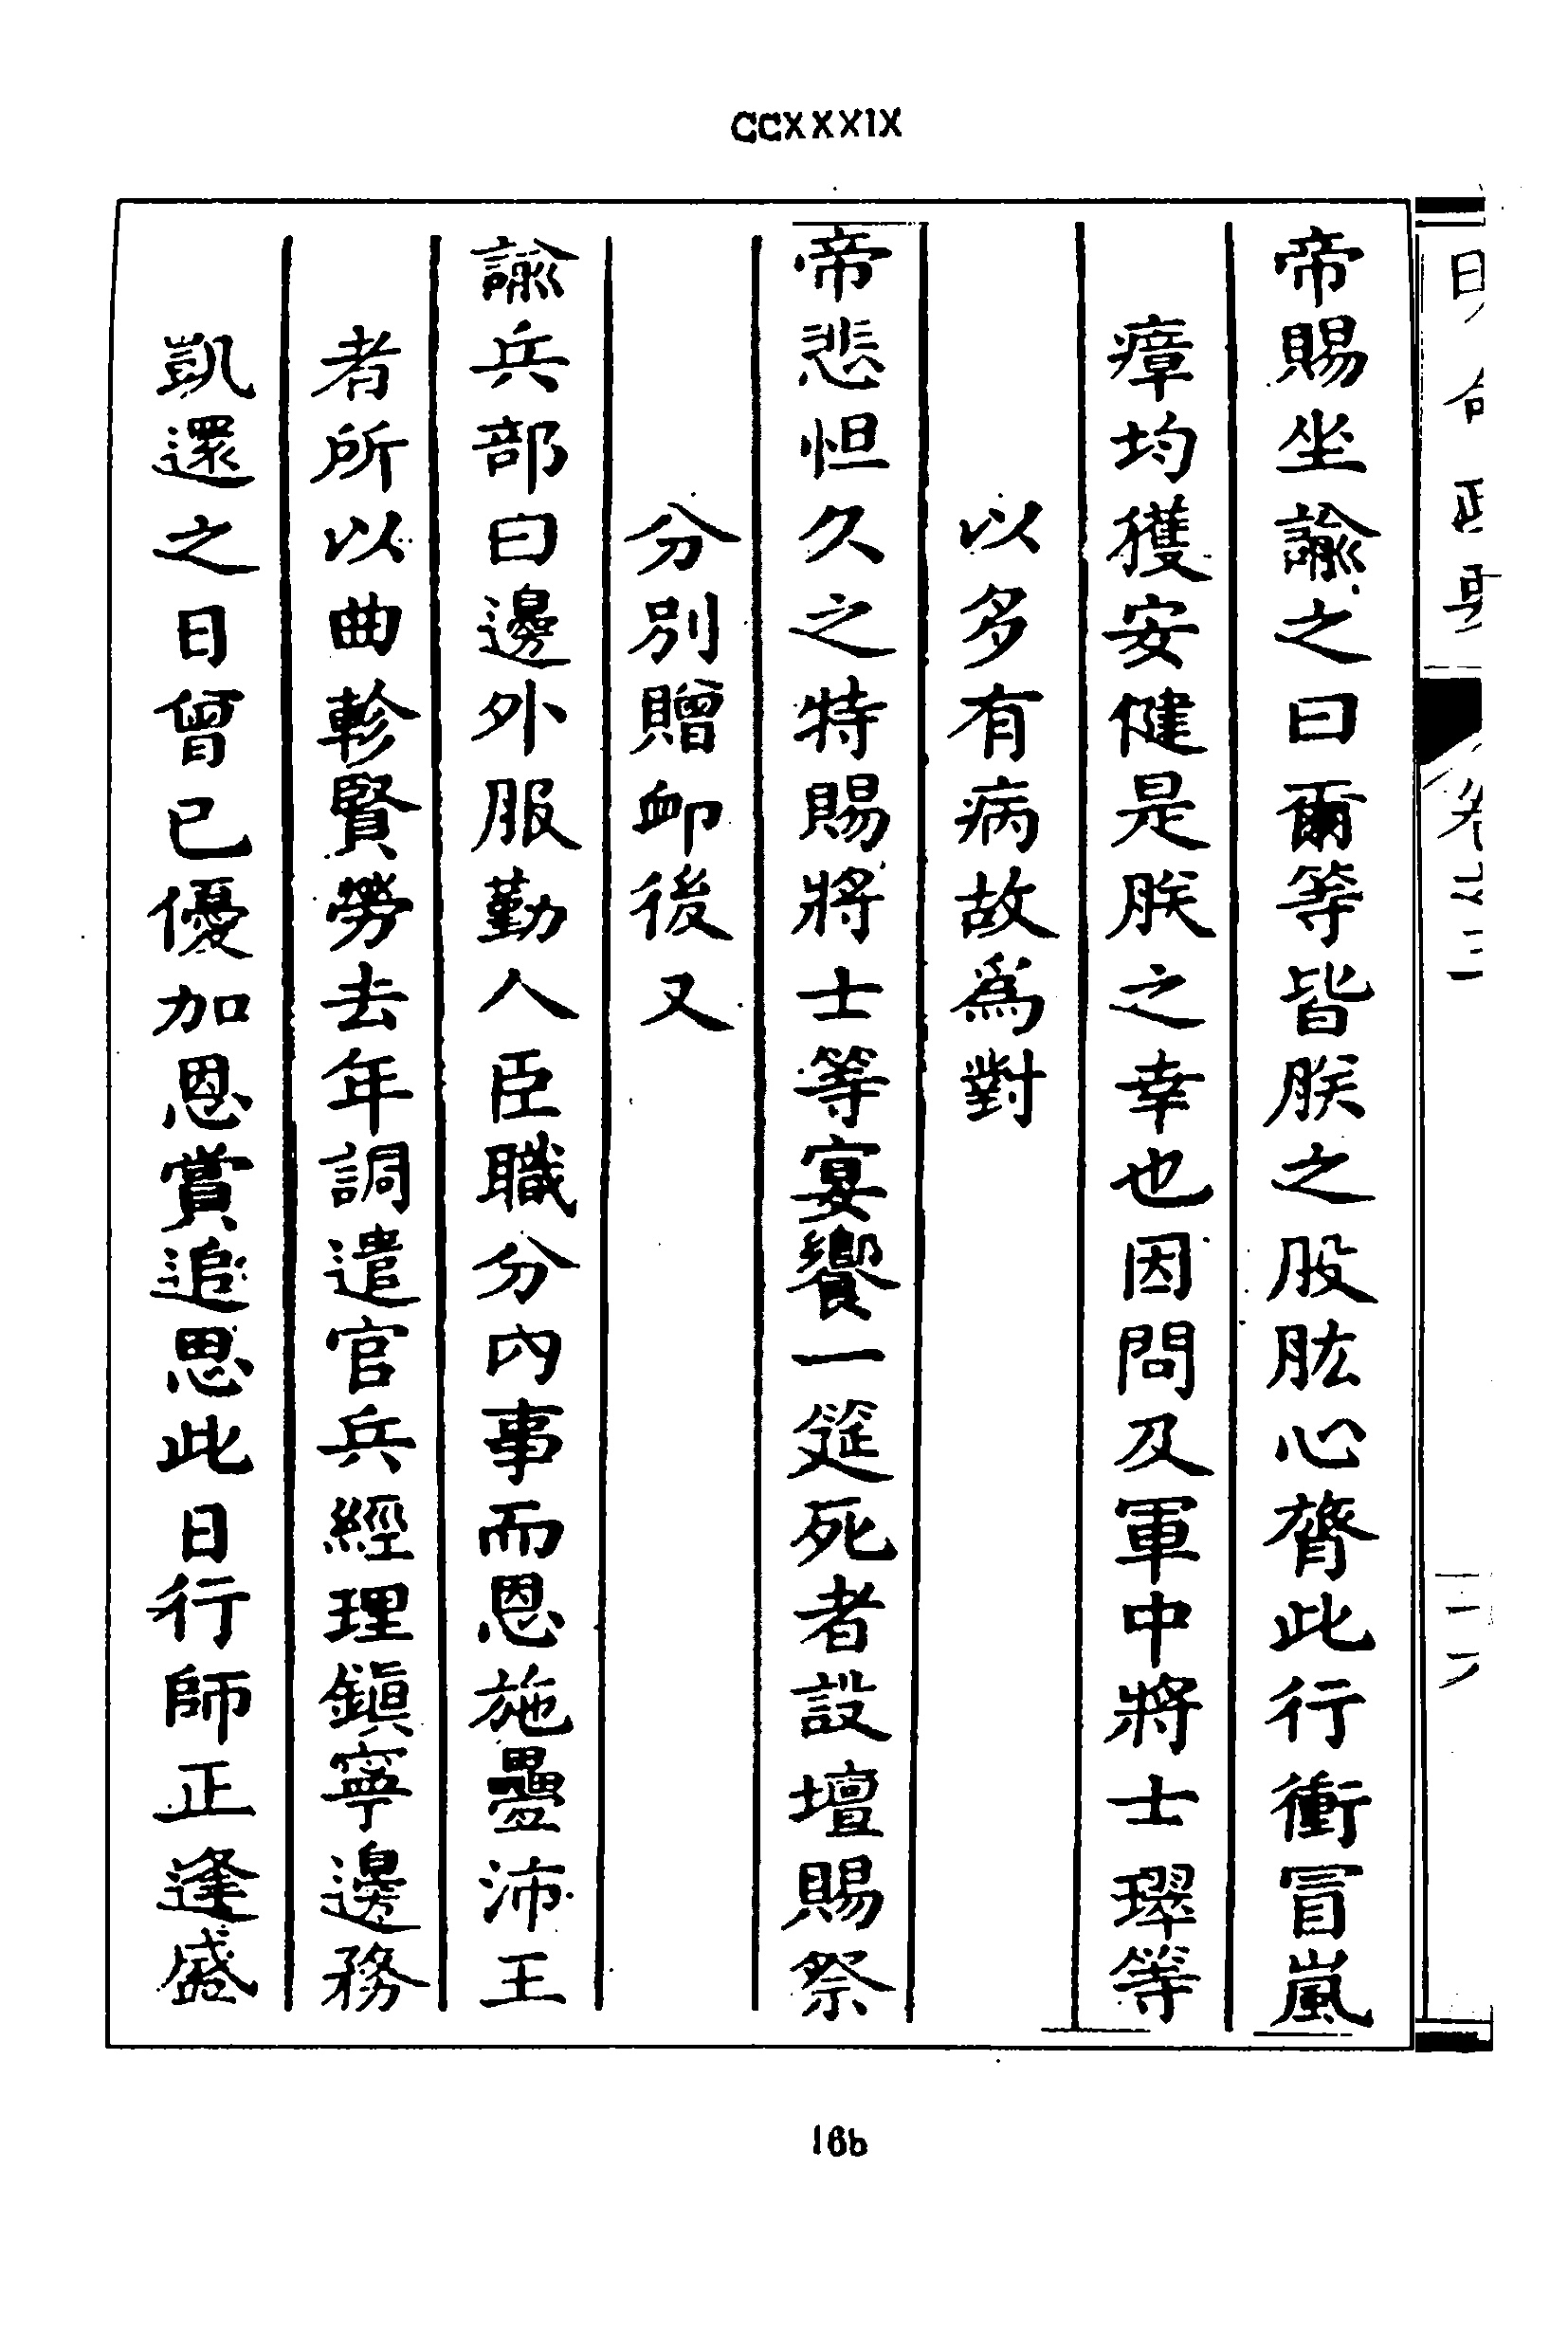 CCXXXIX
帝賜坐諭之曰爾等皆朕之股肱心膂此行衝冒嵐
瘴均獲安健是朕之幸也因問及軍中將士璻等
以多有病故爲對
帝悲怛久之特賜將士等宴饗一筵死者設壇賜祭
分別贈卹後又
諭兵部曰邊外服勤人臣職分內事而恩施疊沛王
者所以曲軫賢勞去年調遣官兵經理鎭寧邊務
凱還之日曾已優加恩賞追思此日行師正逢盛
16b